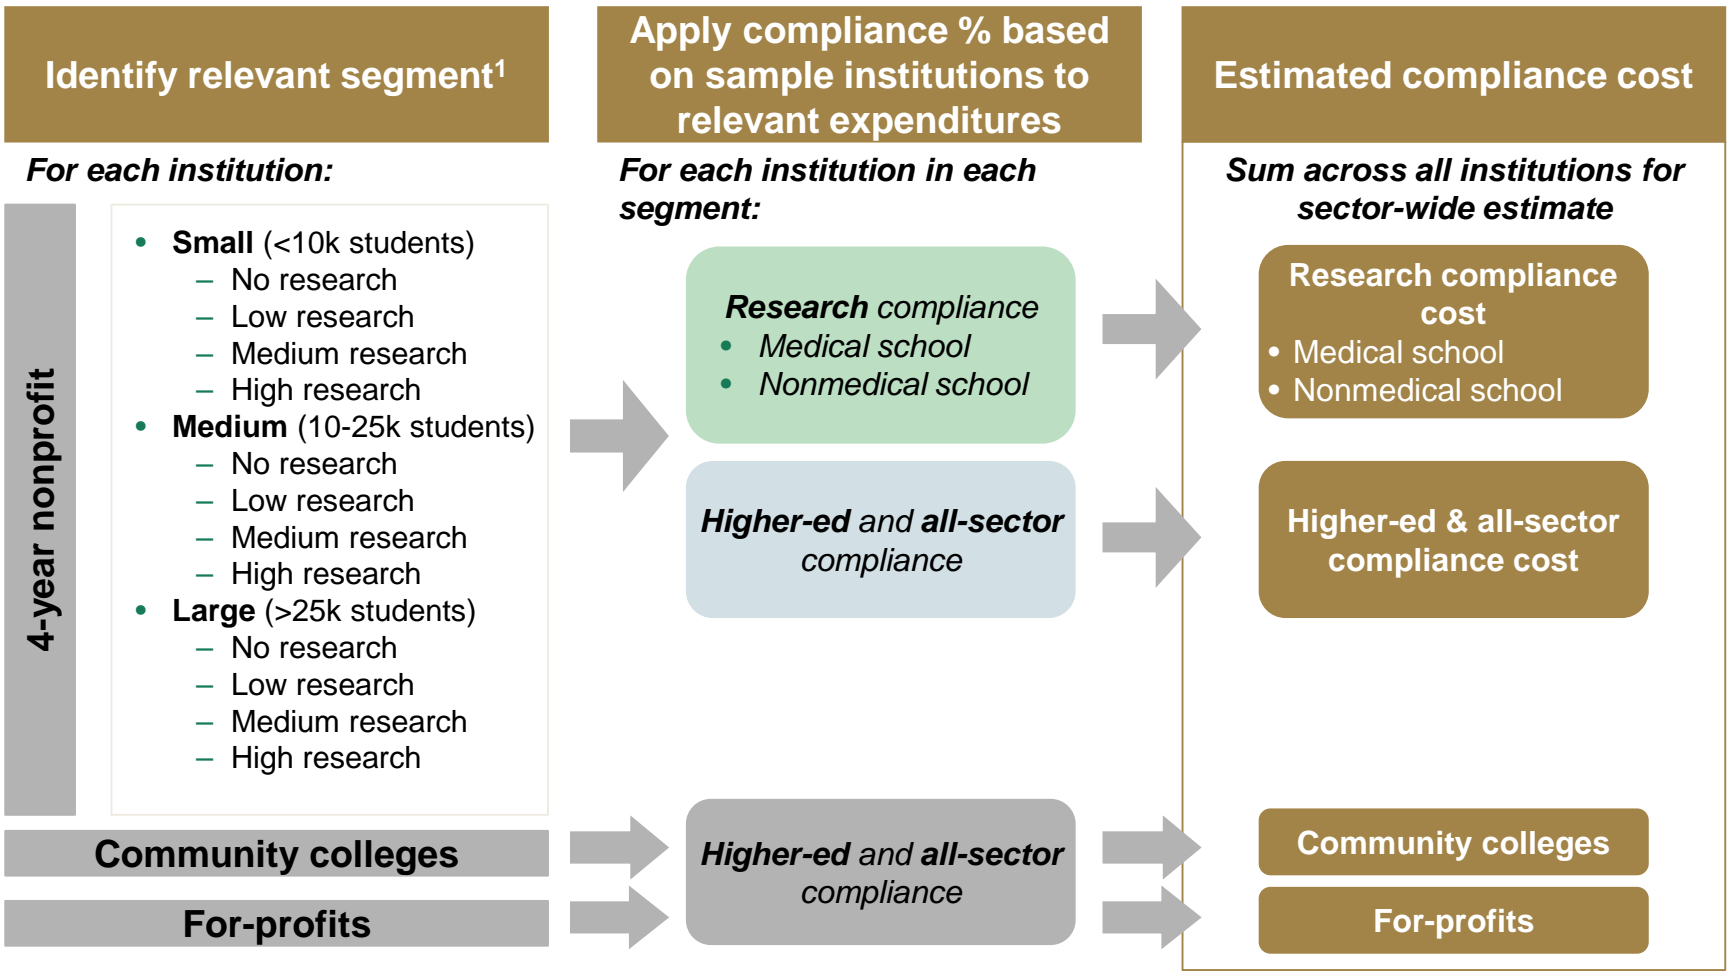 Identify relevant segment¹
For each institution:
4-year nonprofit
• Small (<10k students)
– No research
– Low research
– Medium research
– High research
• Medium (10-25k students)
– No research
– Low research
– Medium research
– High research
• Large (>25k students)
– No research
– Low research
– Medium research
– High research
Community colleges
For-profits
Apply compliance % based
on sample institutions to
relevant expenditures
For each institution in each
segment:
Research compliance
• Medical school
• Nonmedical school
Higher-ed and all-sector
compliance
Higher-ed and all-sector
compliance
Estimated compliance cost
Sum across all institutions for
sector-wide estimate
Research compliance
cost
• Medical school
• Nonmedical school
Higher-ed & all-sector
compliance cost
Community colleges
For-profits